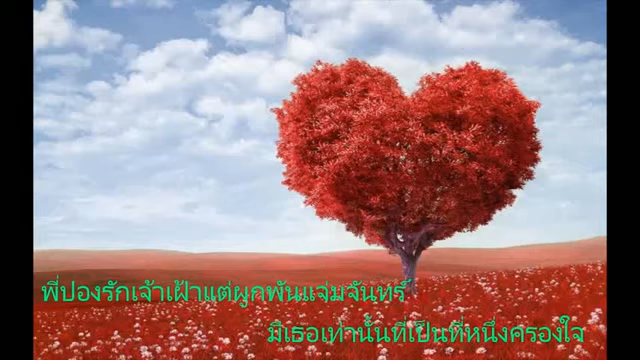 พี่ปองรักเจ้าเฝ้าแต่ผูกพันแจ่มจันทร์
มีเธอเท่านั้นที่เป็นที่หนึ่งครองใจ